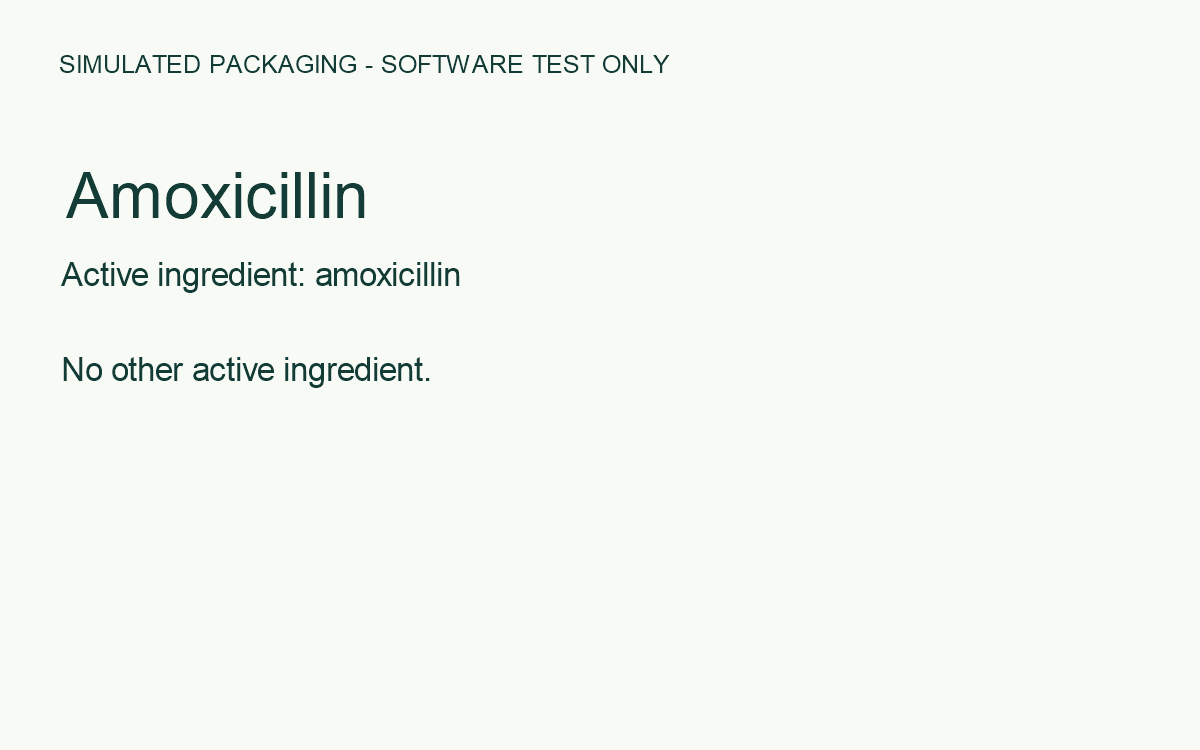 SIMULATED PACKAGING - SOFTWARE TEST ONLY
Amoxicillin
Active ingredient: amoxicillin
No other active ingredient.